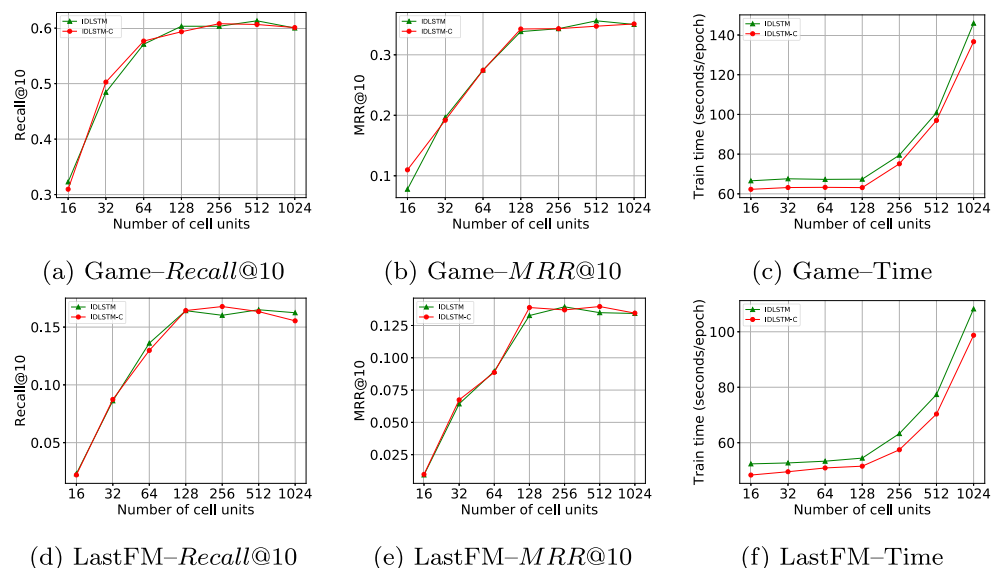 IDLSTM
IDLSTM-C
Recall@10
0.6
0.5
0.4
0.3
16 32 64 128 256 512 1024
Number of cell units
(a) Game–Recall@10
IDLSTM
IDLSTM-C
MRR@10
0.3
0.2
0.1
16 32 64 128 256 512 1024
Number of cell units
(b) Game–MRR@10
IDLSTM
IDLSTM-C
Train time (seconds/epoch)
140
120
100
80
60
16 32 64 128 256 512 1024
Number of cell units
(c) Game–Time
IDLSTM
IDLSTM-C
Recall@10
0.15
0.10
0.05
16 32 64 128 256 512 1024
Number of cell units
(d) LastFM–Recall@10
IDLSTM
IDLSTM-C
MRR@10
0.125
0.100
0.075
0.050
0.025
16 32 64 128 256 512 1024
Number of cell units
(e) LastFM–MRR@10
IDLSTM
IDLSTM-C
Train time (seconds/epoch)
100
80
60
16 32 64 128 256 512 1024
Number of cell units
(f) LastFM–Time